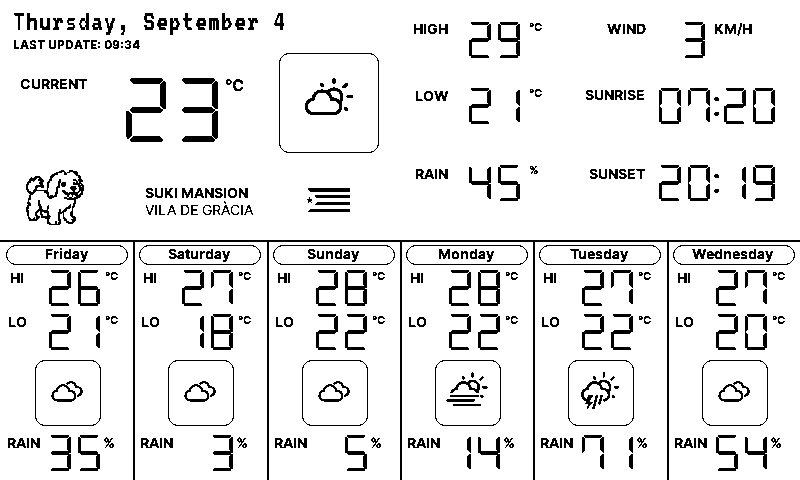 Thursday, September 4
LAST UPDATE: 09:34
CURRENT 23 °C
SUKI MANSION
VILA DE GRÀCIA
HIGH 29 °C
LOW 21 °C
RAIN 45 %
WIND 3 KM/H
SUNRISE 07:20
SUNSET 20:19
Friday
HI 26 °C
LO 21 °C
RAIN 35 %
Saturday
HI 27 °C
LO 18 °C
RAIN 3 %
Sunday
HI 28 °C
LO 22 °C
RAIN 5 %
Monday
HI 28 °C
LO 22 °C
RAIN 14 %
Tuesday
HI 27 °C
LO 22 °C
RAIN 71 %
Wednesday
HI 27 °C
LO 20 °C
RAIN 54 %